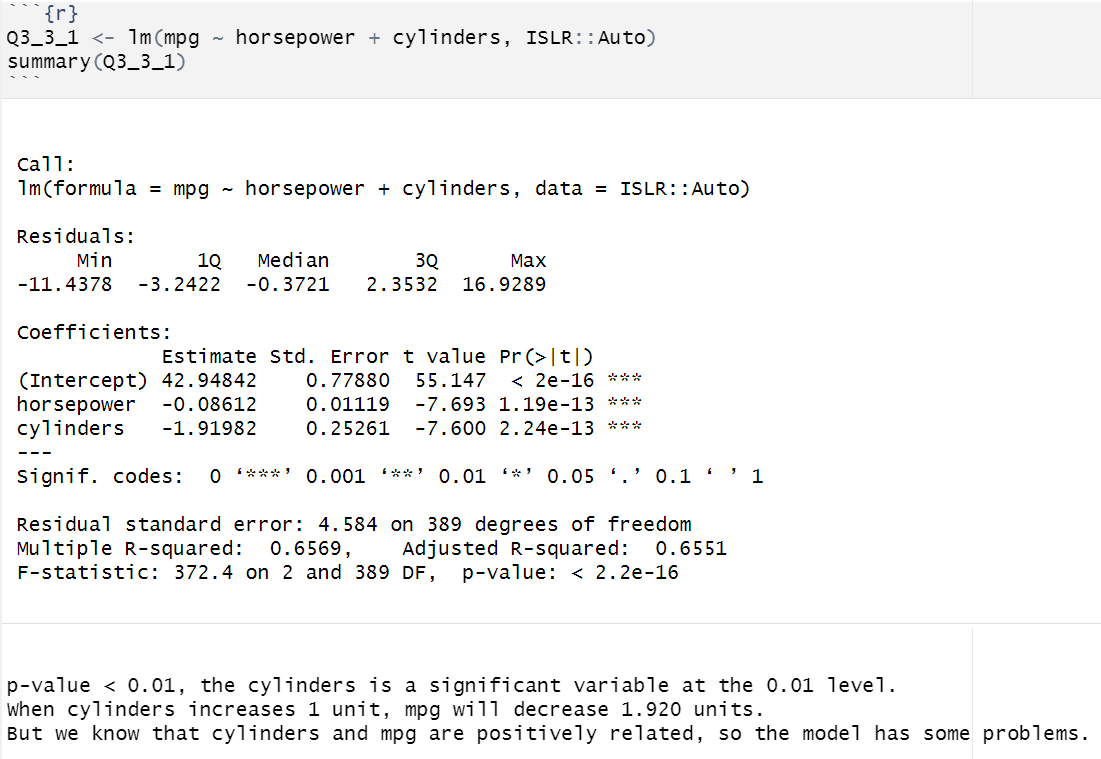 ```{r}
Q3_3_1 <- lm(mpg ~ horsepower + cylinders, ISLR::Auto)
summary(Q3_3_1)
```
Call:
lm(formula = mpg ~ horsepower + cylinders, data = ISLR::Auto)
Residuals:
     Min       1Q   Median       3Q      Max
-11.4378  -3.2422  -0.3721   2.3532  16.9289
Coefficients:
            Estimate Std. Error t value Pr(>|t|)
(Intercept) 42.94842    0.77880  55.147  < 2e-16 ***
horsepower  -0.08612    0.01119  -7.693 1.19e-13 ***
cylinders   -1.91982    0.25261  -7.600 2.24e-13 ***
---
Signif. codes:  0 ‘***’ 0.001 ‘**’ 0.01 ‘*’ 0.05 ‘.’ 0.1 ‘ ’ 1
Residual standard error: 4.584 on 389 degrees of freedom
Multiple R-squared:  0.6569,    Adjusted R-squared:  0.6551
F-statistic: 372.4 on 2 and 389 DF,  p-value: < 2.2e-16
p-value < 0.01, the cylinders is a significant variable at the 0.01 level.
When cylinders increases 1 unit, mpg will decrease 1.920 units.
But we know that cylinders and mpg are positively related, so the model has some problems.